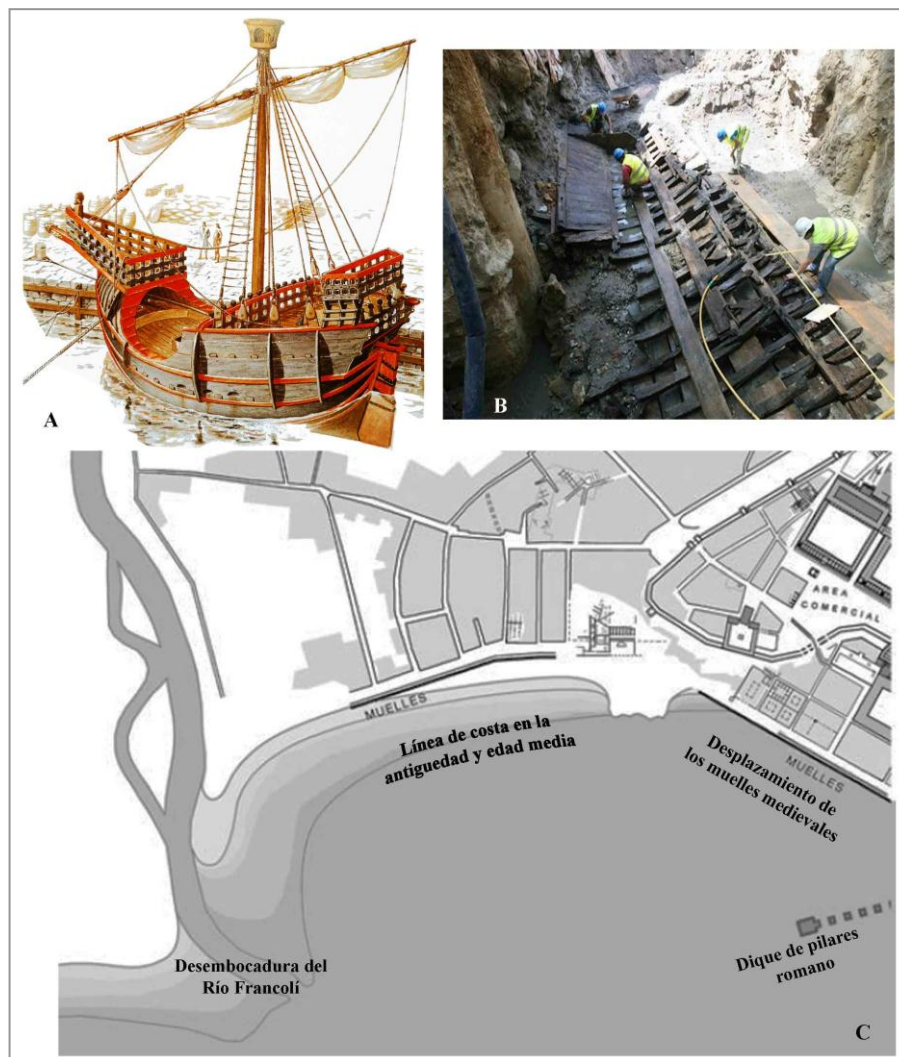 A
B
AREA
COMERCIAL
MUELLES
Línea de costa en la
antiguedad y edad media
Desplazamiento de
los muelles medievales
MUELLES
Dique de pilares
romano
Desembocadura del
Río Francolí
C